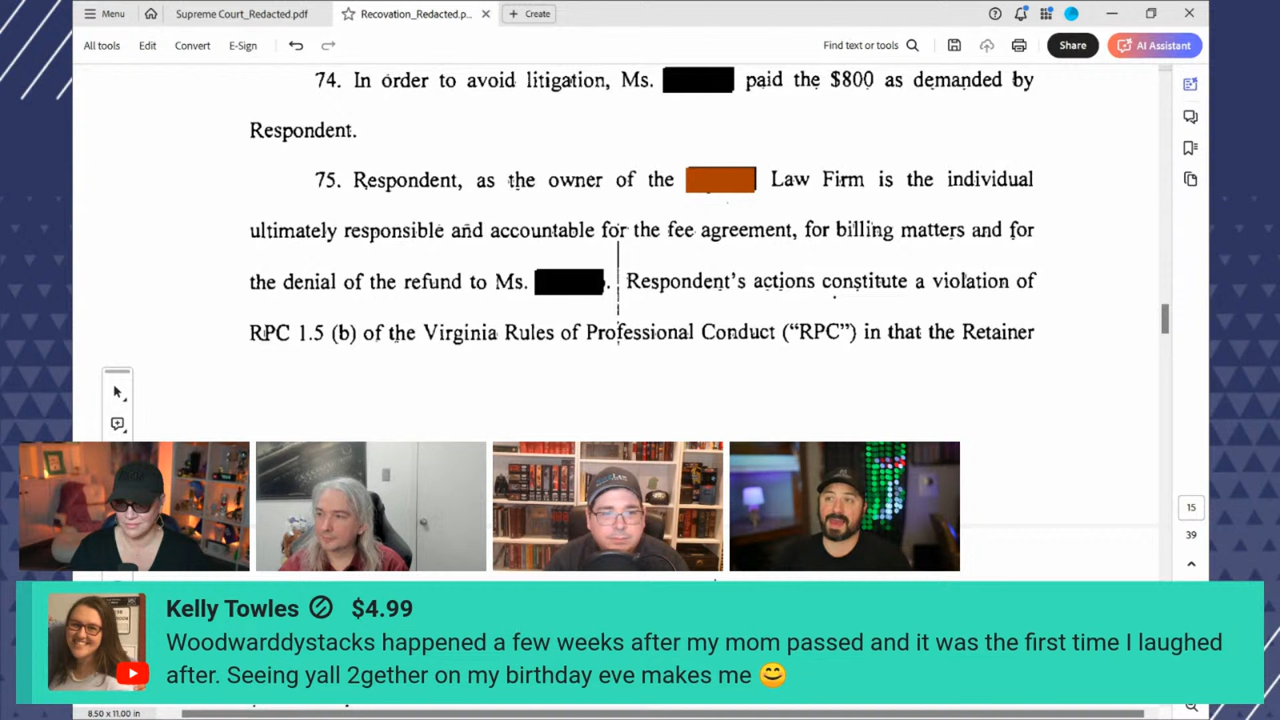 Menu
Supreme Court_Redacted.pdf
Recovation_Redacted.p...
Create
All tools
Edit
Convert
E-Sign
Find text or tools
Share
AI Assistant
74. In order to avoid litigation, Ms. paid the $800 as demanded by
Respondent.
75. Respondent, as the owner of the Law Firm is the individual
ultimately responsible and accountable for the fee agreement, for billing matters and for
the denial of the refund to Ms. . Respondent's actions constitute a violation of
RPC 1.5 (b) of the Virginia Rules of Professional Conduct ("RPC") in that the Retainer
15
39
Kelly Towles $4.99
Woodwarddystacks happened a few weeks after my mom passed and it was the first time I laughed
after. Seeing yall 2gether on my birthday eve makes me 😊
8.50 x 11.00 in